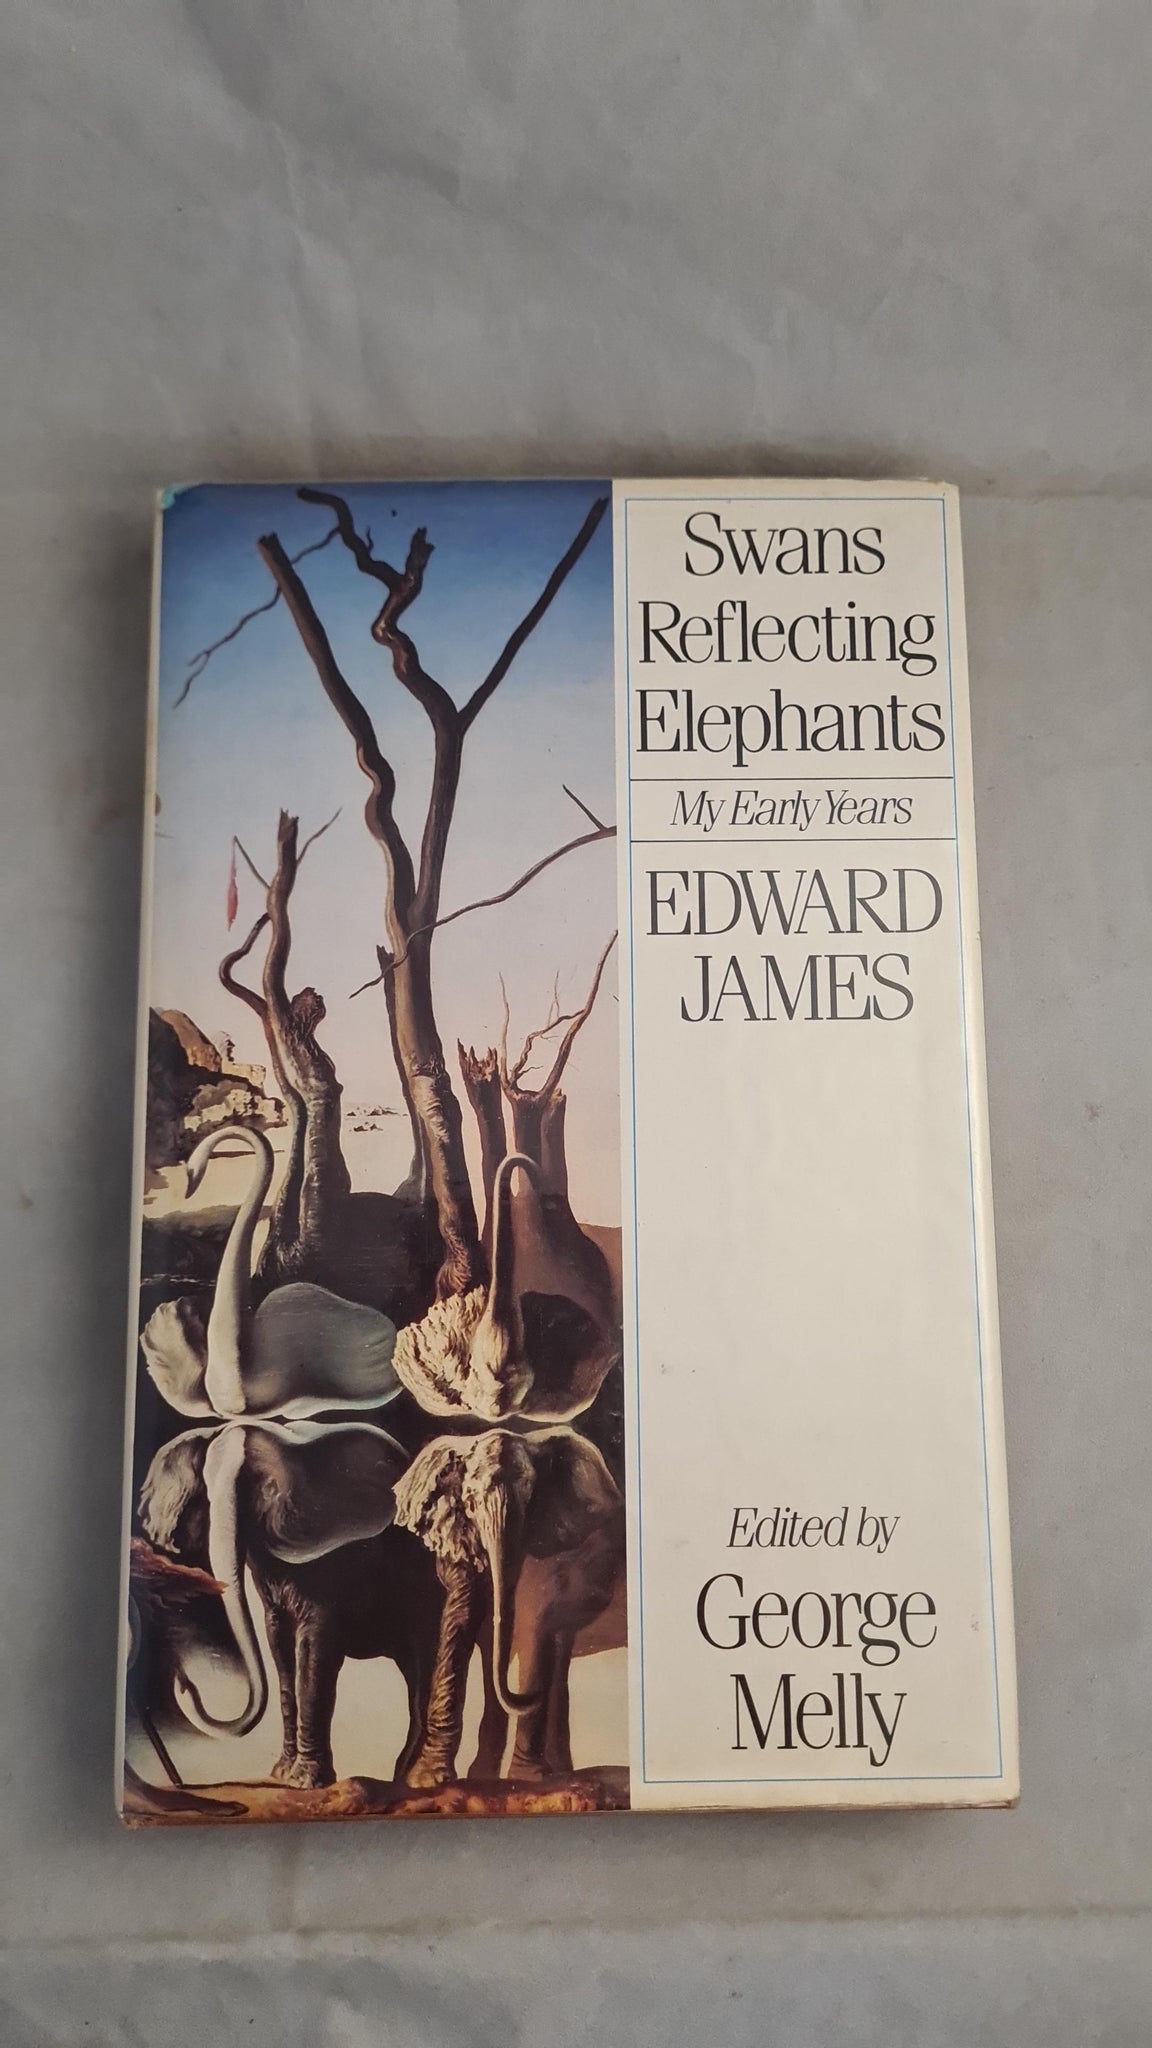 Swans
Reflecting
Elephants
My Early Years
EDWARD
JAMES
Edited by
George
Melly